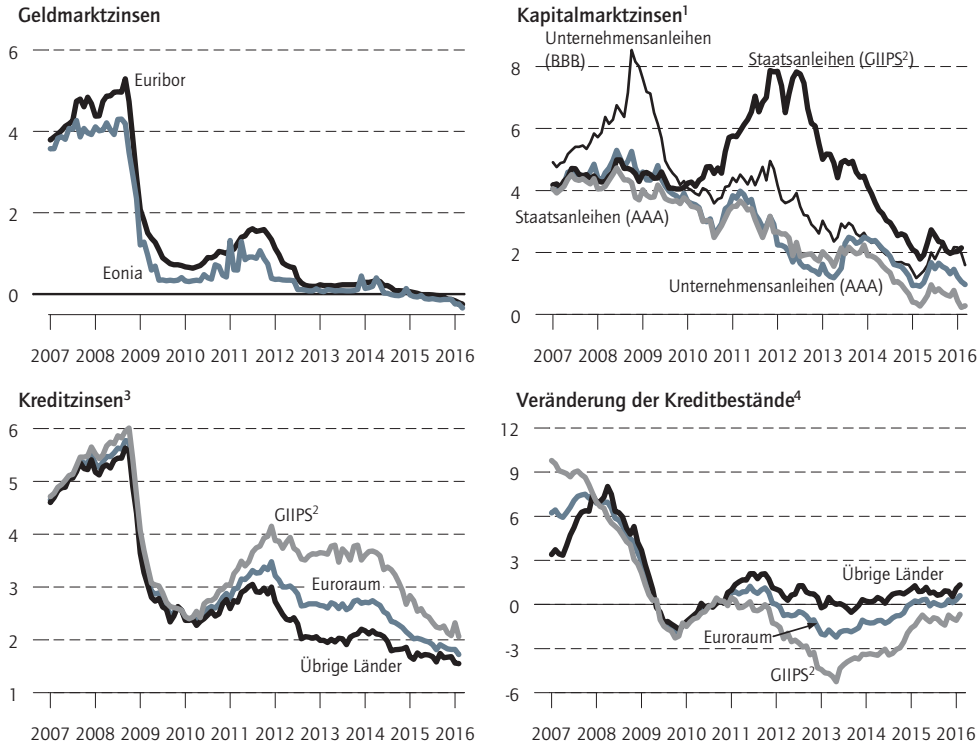 Geldmarktzinsen
6
4
2
0
Euribor
Eonia
2007 2008 2009 2010 2011 2012 2013 2014 2015 2016
Kapitalmarktzinsen¹
8
6
4
2
0
Unternehmensanleihen
(BBB)
Staatsanleihen (GIIPS²)
Staatsanleihen (AAA)
Unternehmensanleihen (AAA)
2007 2008 2009 2010 2011 2012 2013 2014 2015 2016
Kreditzinsen³
6
5
4
3
2
1
GIIPS²
Euroraum
Übrige Länder
2007 2008 2009 2010 2011 2012 2013 2014 2015 2016
Veränderung der Kreditbestände⁴
12
9
6
3
0
-3
-6
Übrige Länder
Euroraum
GIIPS²
2007 2008 2009 2010 2011 2012 2013 2014 2015 2016